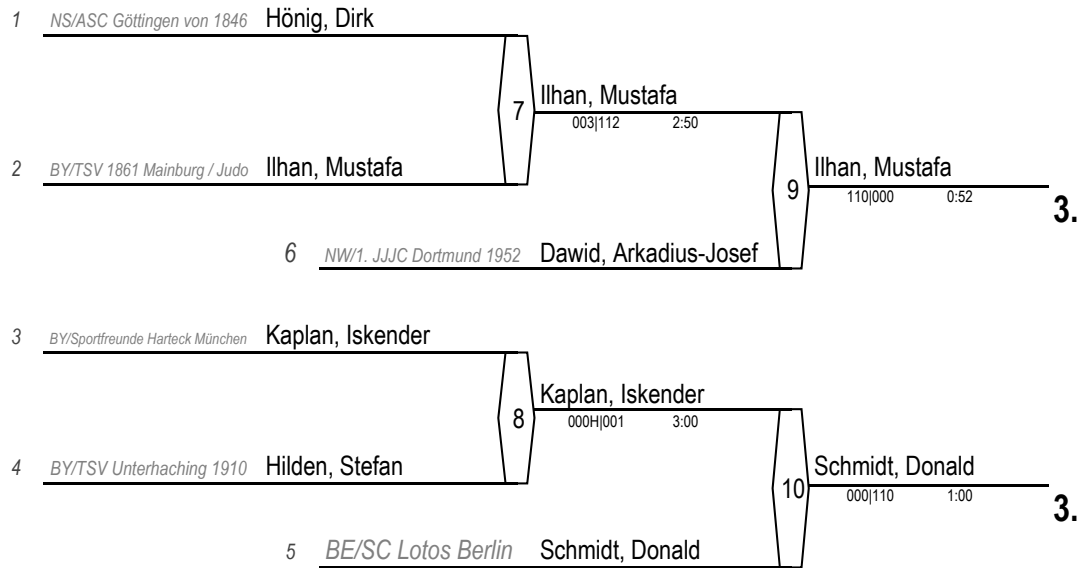 1 NS/ASC Göttingen von 1846 Hönig, Dirk
7 Ilhan, Mustafa
003|112 2:50
2 BY/TSV 1861 Mainburg / Judo Ilhan, Mustafa
9 Ilhan, Mustafa
110|000 0:52
3.
6 NW/1. JJJC Dortmund 1952 Dawid, Arkadius-Josef
3 BY/Sportfreunde Harteck München Kaplan, Iskender
8 Kaplan, Iskender
000H|001 3:00
4 BY/TSV Unterhaching 1910 Hilden, Stefan
10 Schmidt, Donald
000|110 1:00
3.
5 BE/SC Lotos Berlin Schmidt, Donald